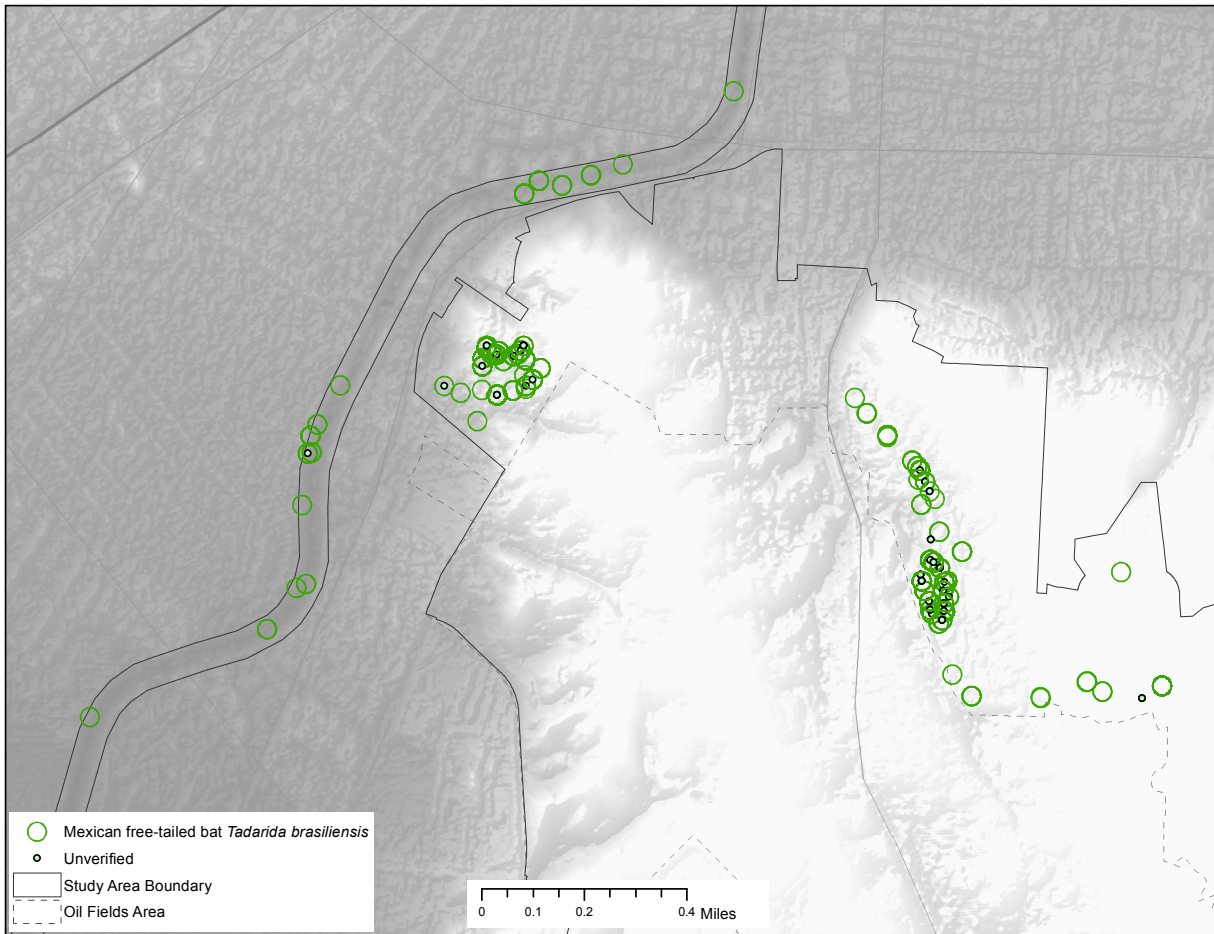 Mexican free-tailed bat Tadarida brasiliensis
Unverified
Study Area Boundary
Oil Fields Area
0 0.1 0.2 0.4 Miles